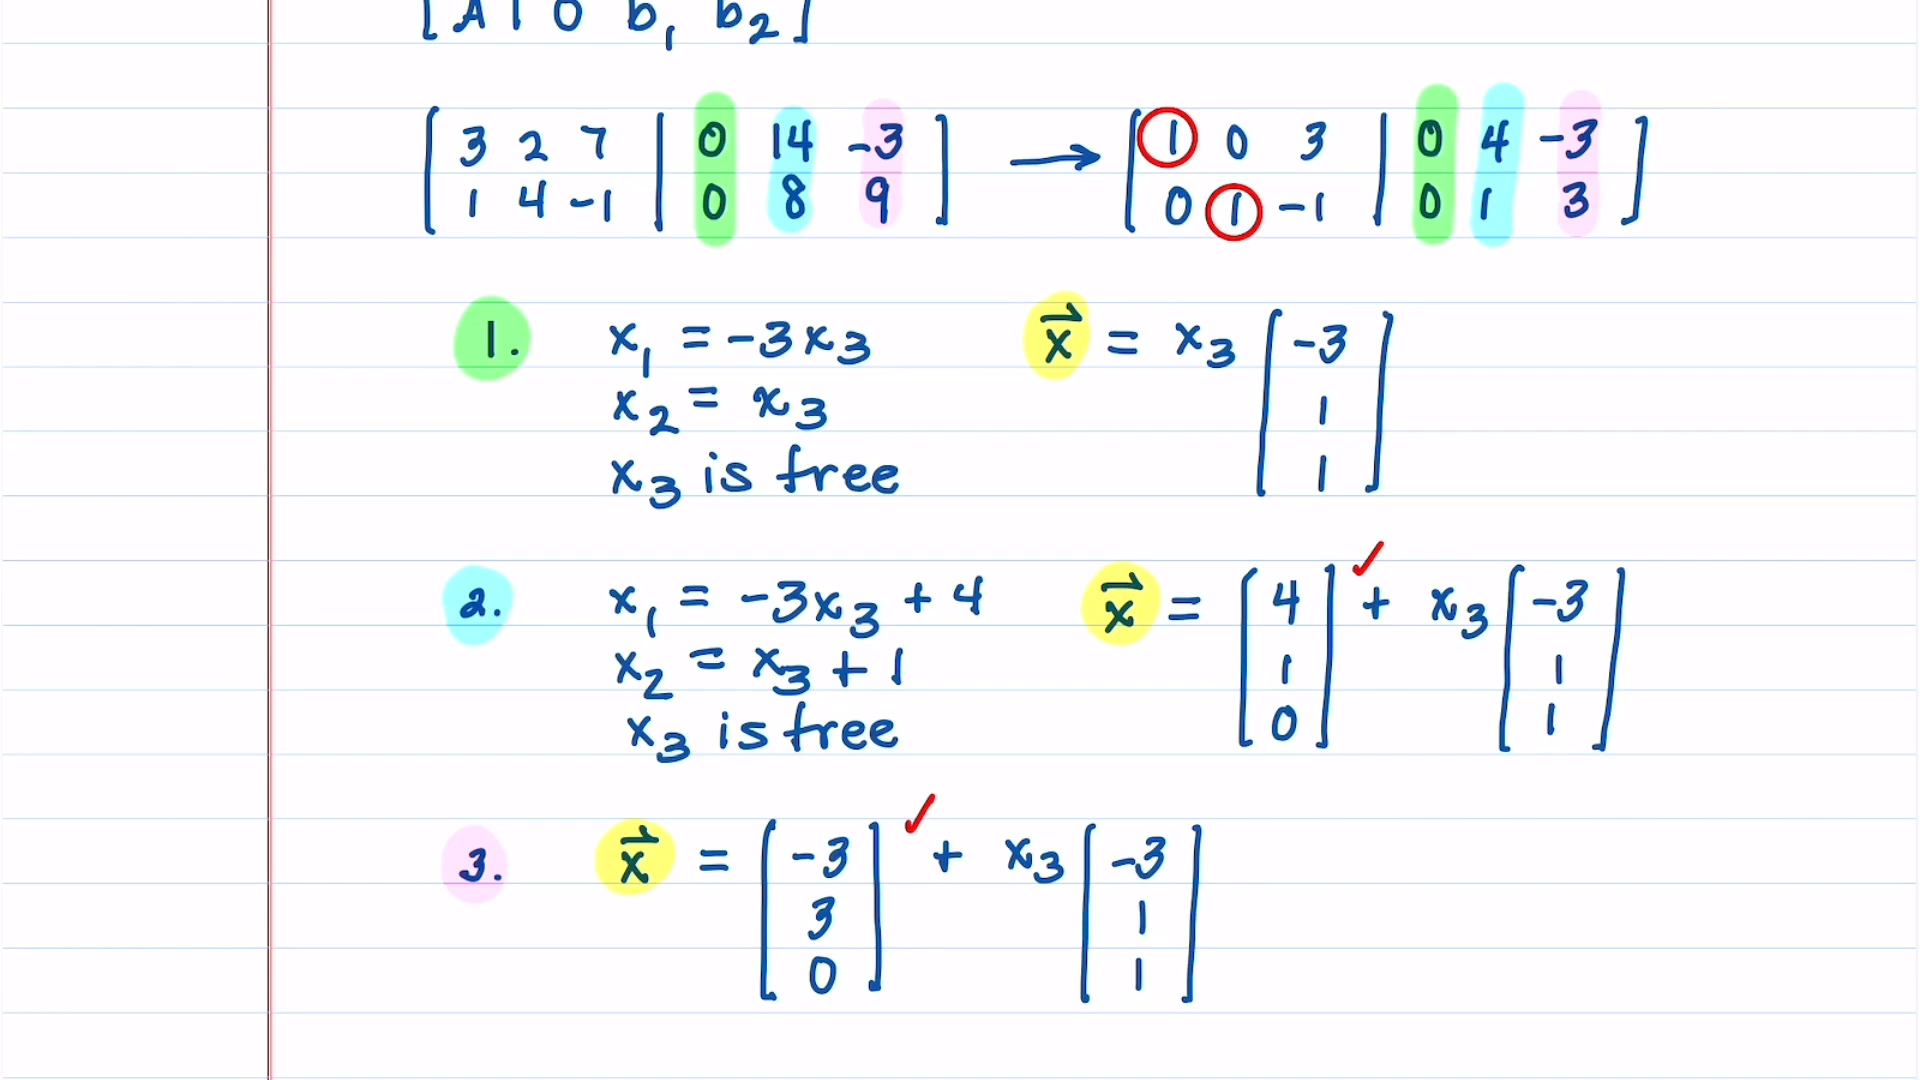 [A | 0 b₁ b₂]
[3 2 7 | 0 14 -3] → [1 0 3 | 0 4 -3]
[1 4 -1 | 0 8 9] [0 1 -1 | 0 1 3]
1. x₁ = -3x₃ x⃗ = x₃ [-3
x₂ = x₃ 1
x₃ is free 1]
2. x₁ = -3x₃ + 4 x⃗ = [4 ✓ + x₃ [-3
x₂ = x₃ + 1 1 1
x₃ is free 0] 1]
3. x⃗ = [-3 ✓ + x₃ [-3
3 1
0] 1]